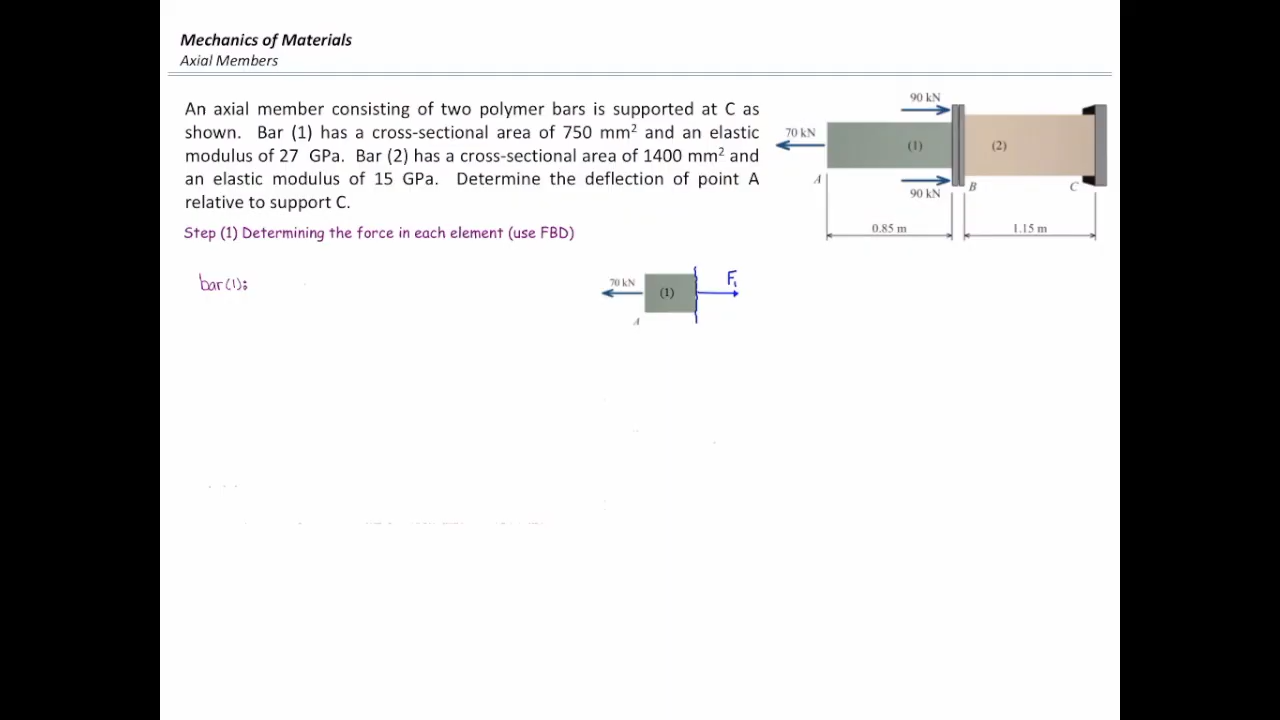 Mechanics of Materials
Axial Members
An axial member consisting of two polymer bars is supported at C as
shown. Bar (1) has a cross-sectional area of 750 mm² and an elastic
modulus of 27 GPa. Bar (2) has a cross-sectional area of 1400 mm² and
an elastic modulus of 15 GPa. Determine the deflection of point A
relative to support C.
90 kN
70 kN
(1)
(2)
A
90 kN
B
C
0.85 m
1.15 m
Step (1) Determining the force in each element (use FBD)
bar(1):
70 kN
(1)
F₁
A